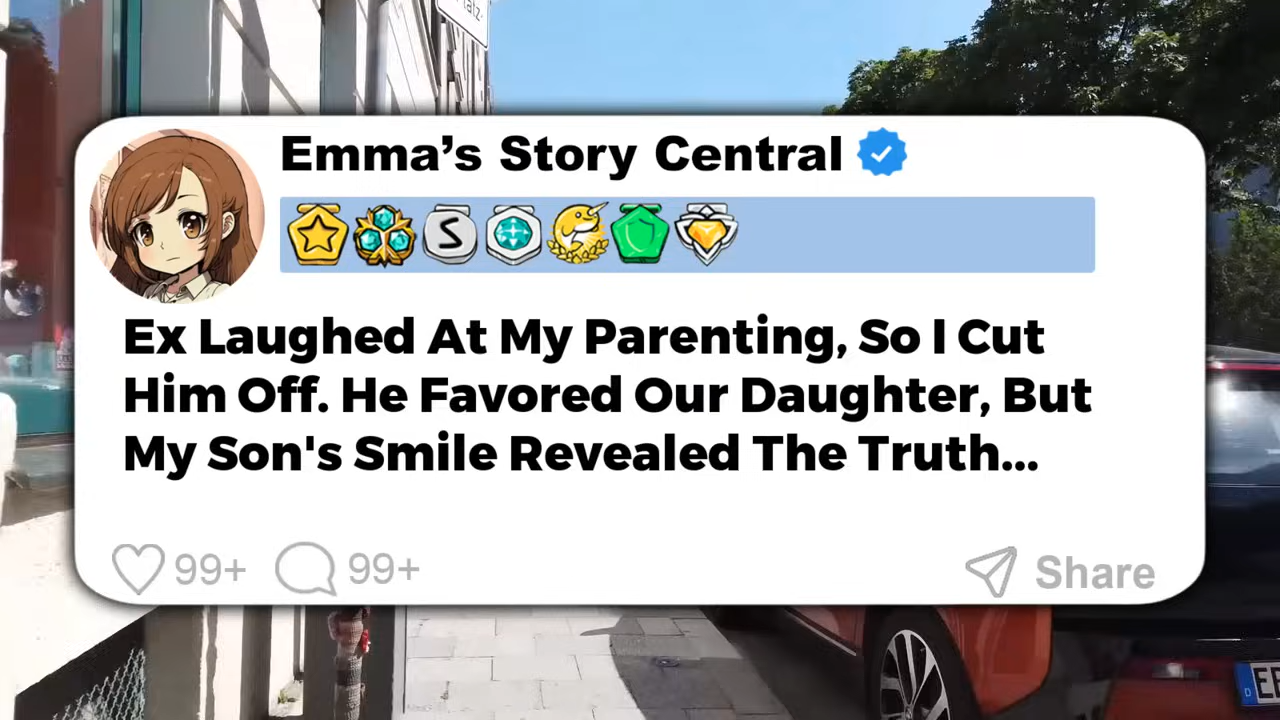 Emma's Story Central
S
Ex Laughed At My Parenting, So I Cut
Him Off. He Favored Our Daughter, But
My Son's Smile Revealed The Truth...
99+ 99+ Share